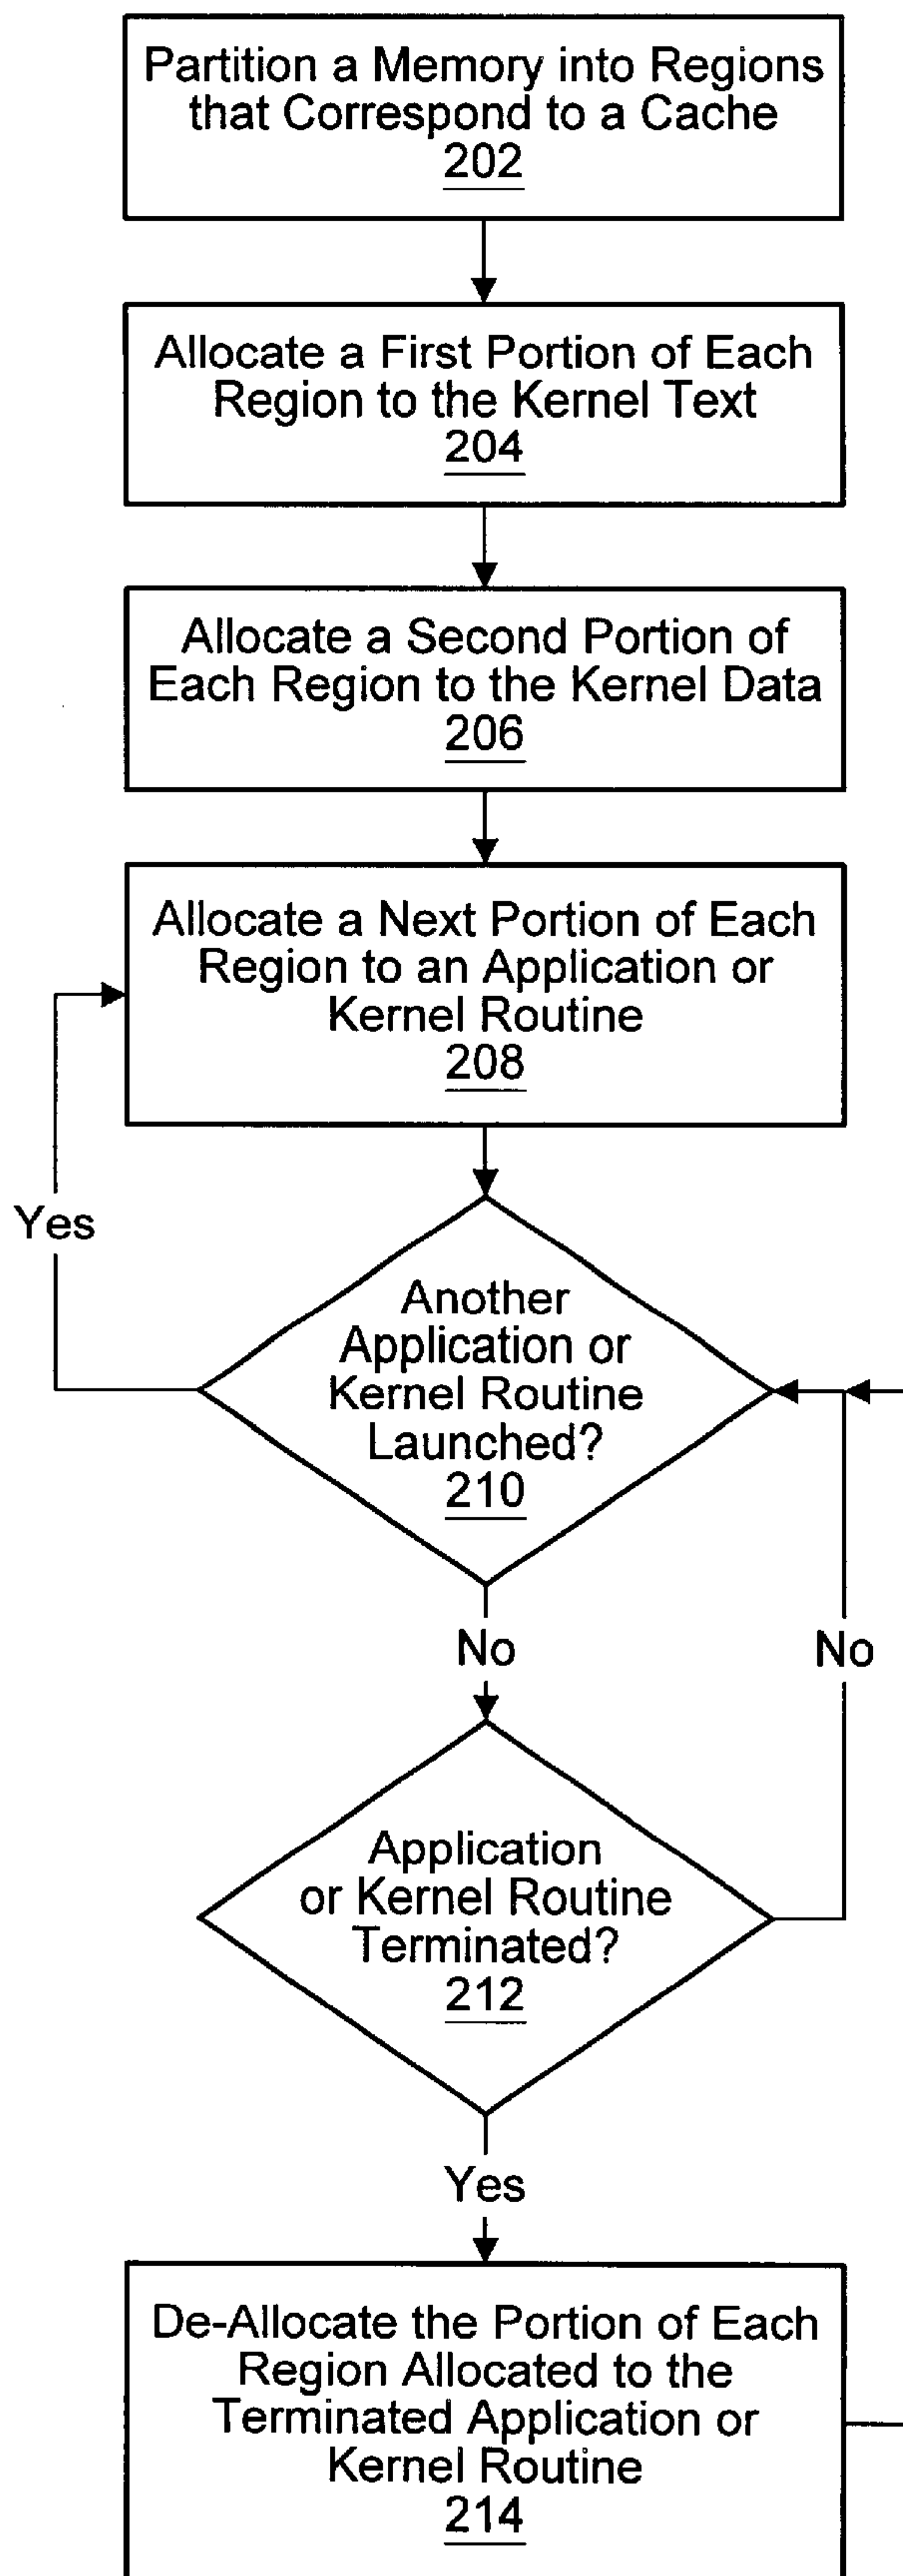 Partition a Memory into Regions
that Correspond to a Cache
202
Allocate a First Portion of Each
Region to the Kernel Text
204
Allocate a Second Portion of
Each Region to the Kernel Data
206
Allocate a Next Portion of Each
Region to an Application or
Kernel Routine
208
Yes
Another
Application or
Kernel Routine
Launched?
210
No
No
Application
or Kernel Routine
Terminated?
212
Yes
De-Allocate the Portion of Each
Region Allocated to the
Terminated Application or
Kernel Routine
214